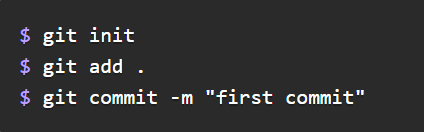 $ git init
$ git add .
$ git commit -m "first commit"